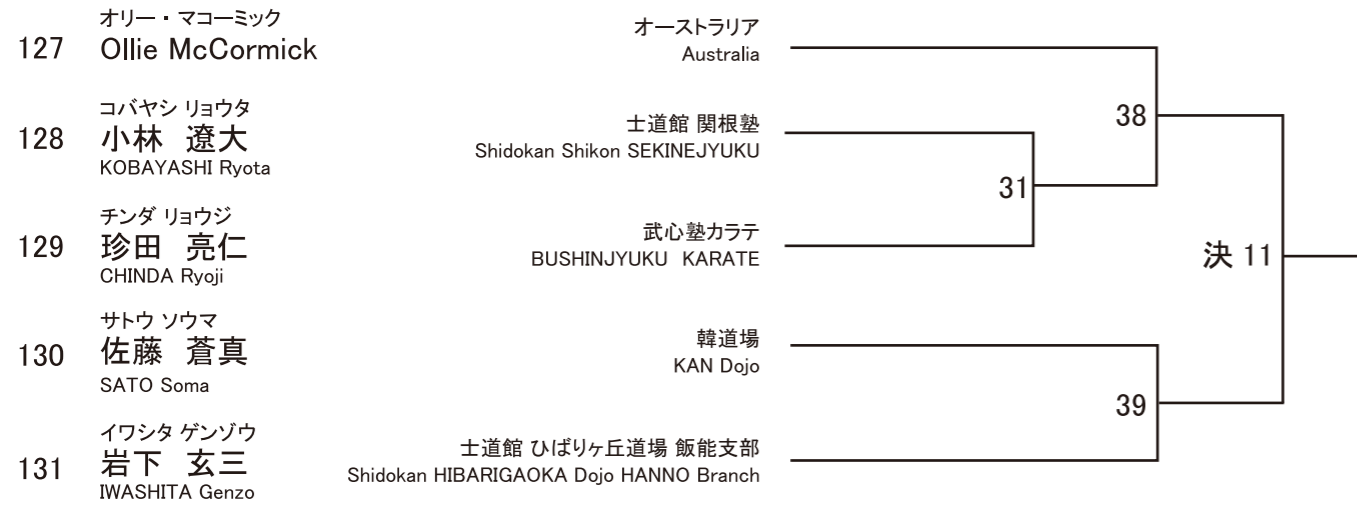 オリー・マコーミック
127 Ollie McCormick
オーストラリア
Australia
38
コバヤシ リョウタ
128 小林 遼大
KOBAYASHI Ryota
士道館 関根塾
Shidokan Shikon SEKINEJYUKU
31
チンダ リョウジ
129 珍田 亮仁
CHINDA Ryoji
武心塾カラテ
BUSHINJYUKU KARATE
決 11
サトウ ソウマ
130 佐藤 蒼真
SATO Soma
韓道場
KAN Dojo
39
イワシタ ゲンゾウ
131 岩下 玄三
IWASHITA Genzo
士道館 ひばりヶ丘道場 飯能支部
Shidokan HIBARIGAOKA Dojo HANNO Branch